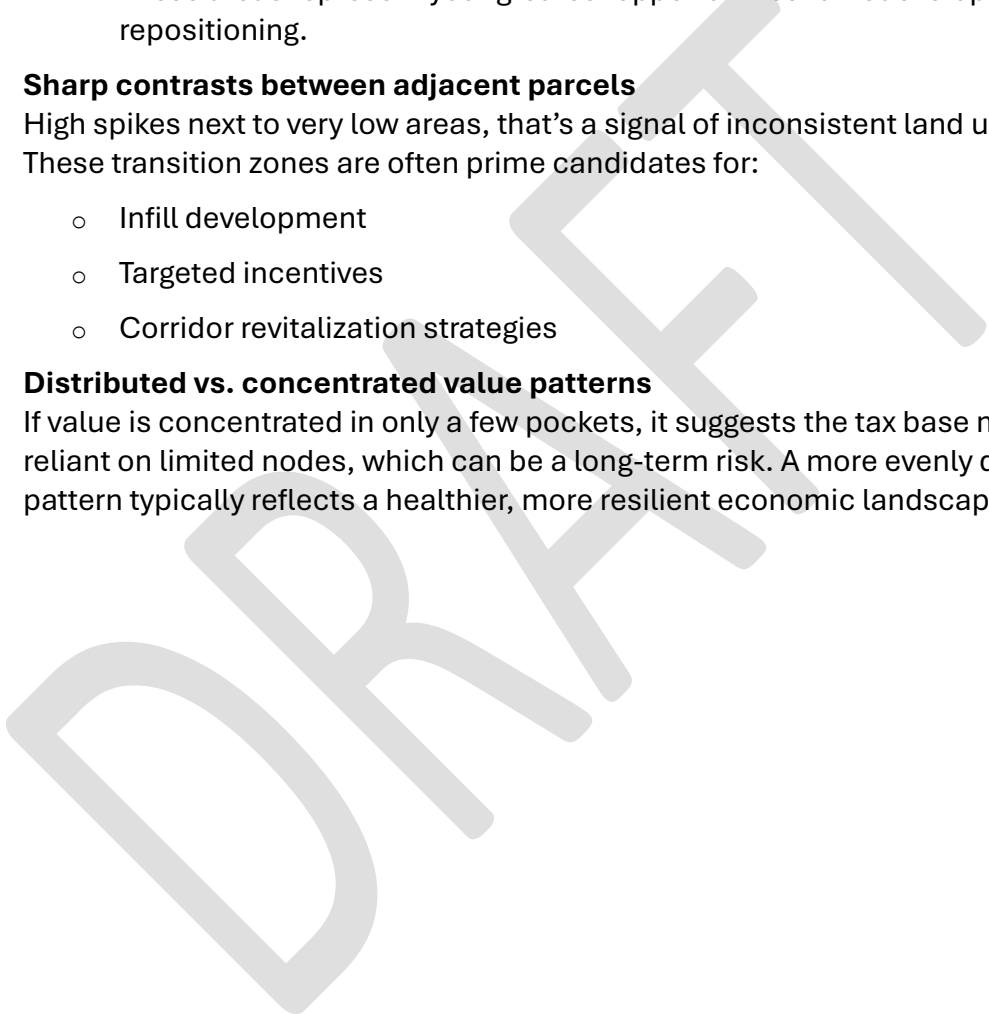 repositioning.
Sharp contrasts between adjacent parcels
High spikes next to very low areas, that’s a signal of inconsistent land
These transition zones are often prime candidates for:
○ Infill development
○ Targeted incentives
○ Corridor revitalization strategies
Distributed vs. concentrated value patterns
If value is concentrated in only a few pockets, it suggests the tax base
reliant on limited nodes, which can be a long-term risk. A more evenly
pattern typically reflects a healthier, more resilient economic
DRAFT